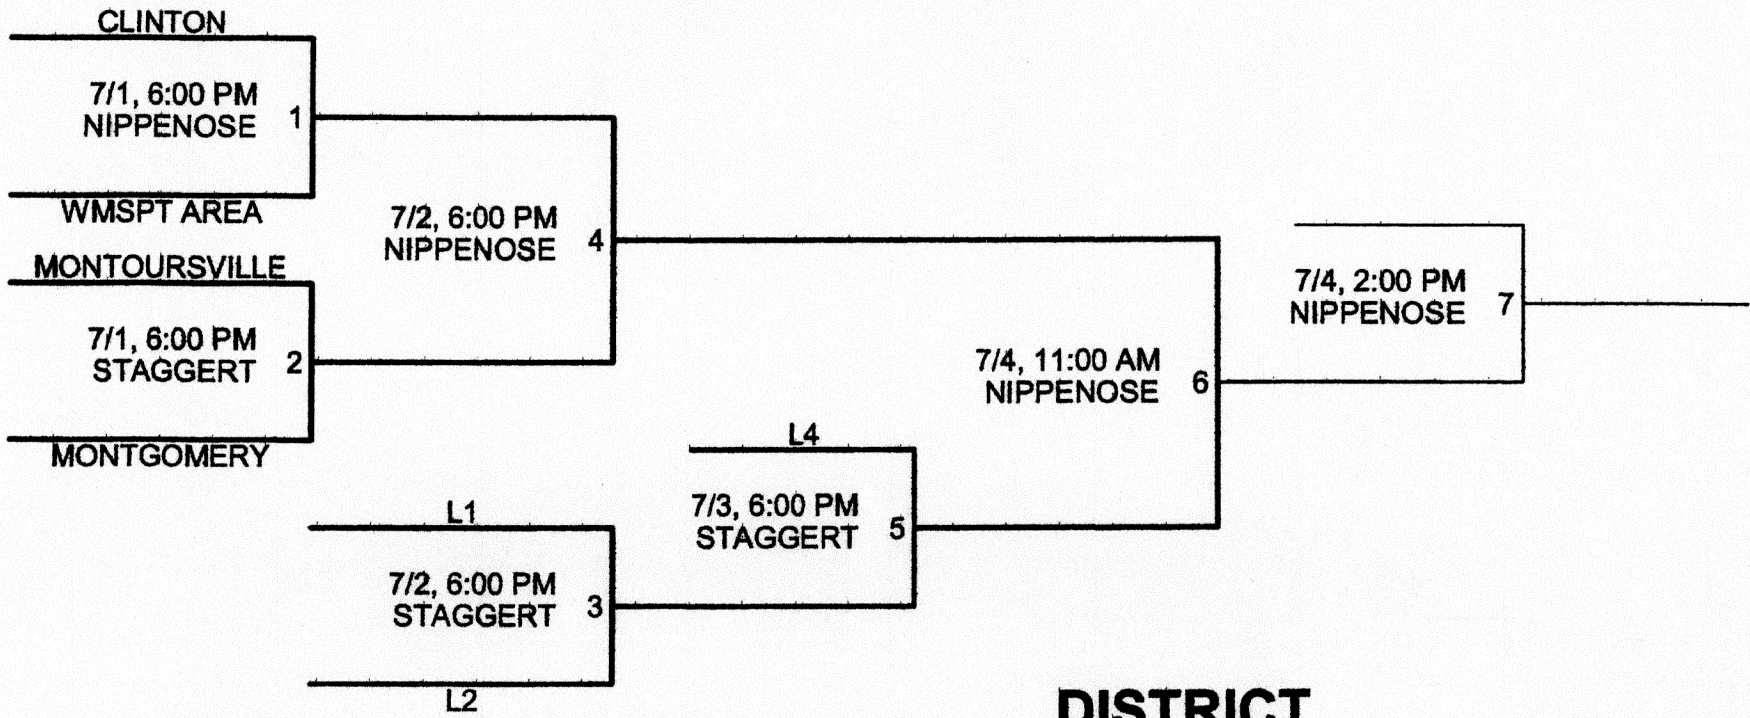 CLINTON
7/1, 6:00 PM
NIPPENOSE 1
WMSPT AREA
MONTOURSVILLE
7/1, 6:00 PM
STAGGERT 2
MONTGOMERY
7/2, 6:00 PM
NIPPENOSE 4
L1
7/2, 6:00 PM
STAGGERT 3
L2
L4
7/3, 6:00 PM
STAGGERT 5
7/4, 11:00 AM
NIPPENOSE 6
7/4, 2:00 PM
NIPPENOSE 7
DISTRICT